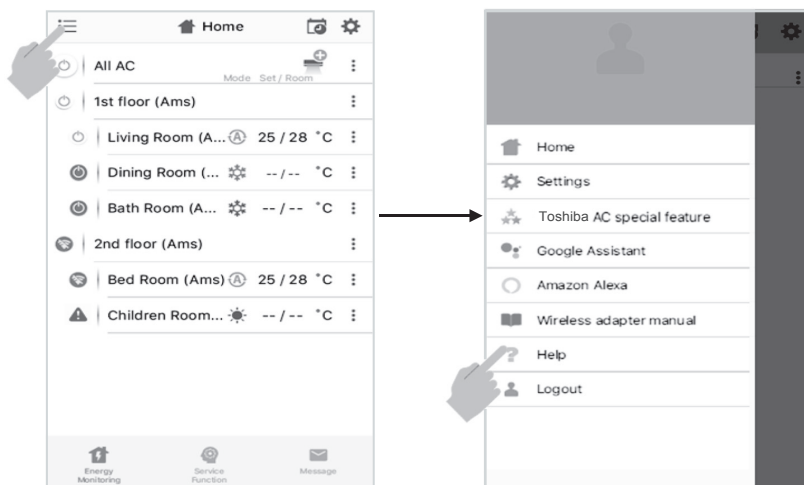 Home
All AC
Mode Set / Room
1st floor (Ams)
Living Room (A... A 25 / 28 °C
Dining Room (... -- / -- °C
Bath Room (A... -- / -- °C
2nd floor (Ams)
Bed Room (Ams) A 25 / 28 °C
Children Room... -- / -- °C
Energy
Monitoring
Service
Function
Message
Home
Settings
Toshiba AC special feature
Google Assistant
Amazon Alexa
Wireless adapter manual
? Help
Logout